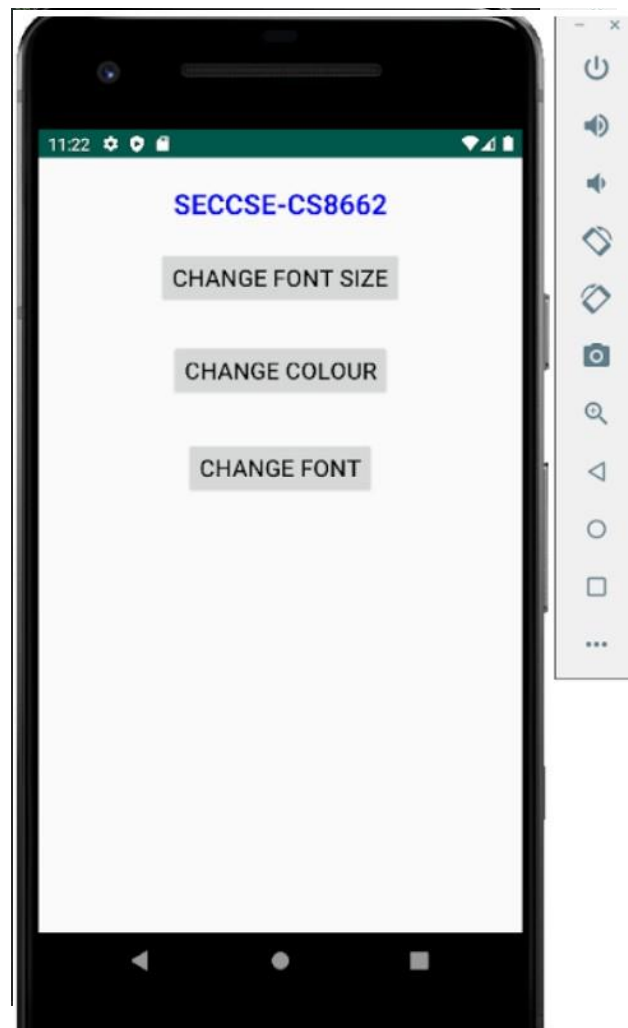 11:22
SECCSE-CS8662
CHANGE FONT SIZE
CHANGE COLOUR
CHANGE FONT